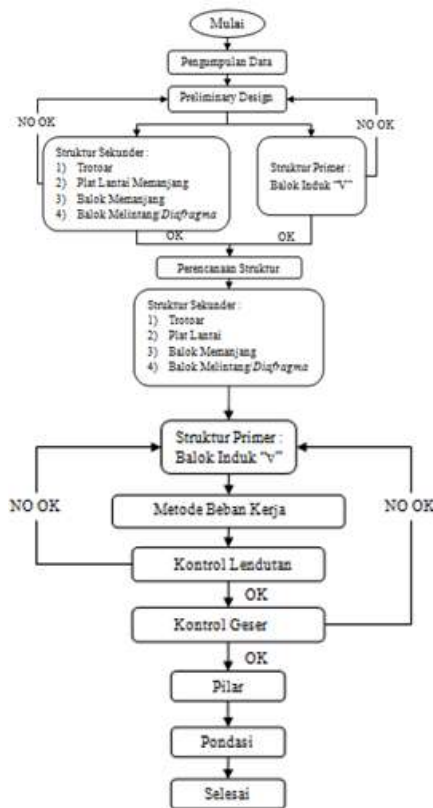 Mulai
Pengumpulan Data
Preliminary Design
NO OK
NO OK
Struktur Sekunder :
1) Trotoar
2) Plat Lantai Memanjang
3) Balok Memanjang
4) Balok Melintang/Diafragma
Struktur Primer :
Balok Induk "V"
OK
OK
Perencanaan Struktur
Struktur Sekunder :
1) Trotoar
2) Plat Lantai
3) Balok Memanjang
4) Balok Melintang/Diafragma
Struktur Primer :
Balok Induk "v"
NO OK
NO OK
Metode Beban Kerja
Kontrol Lendutan
OK
Kontrol Geser
OK
Pilar
Pondasi
Selesai